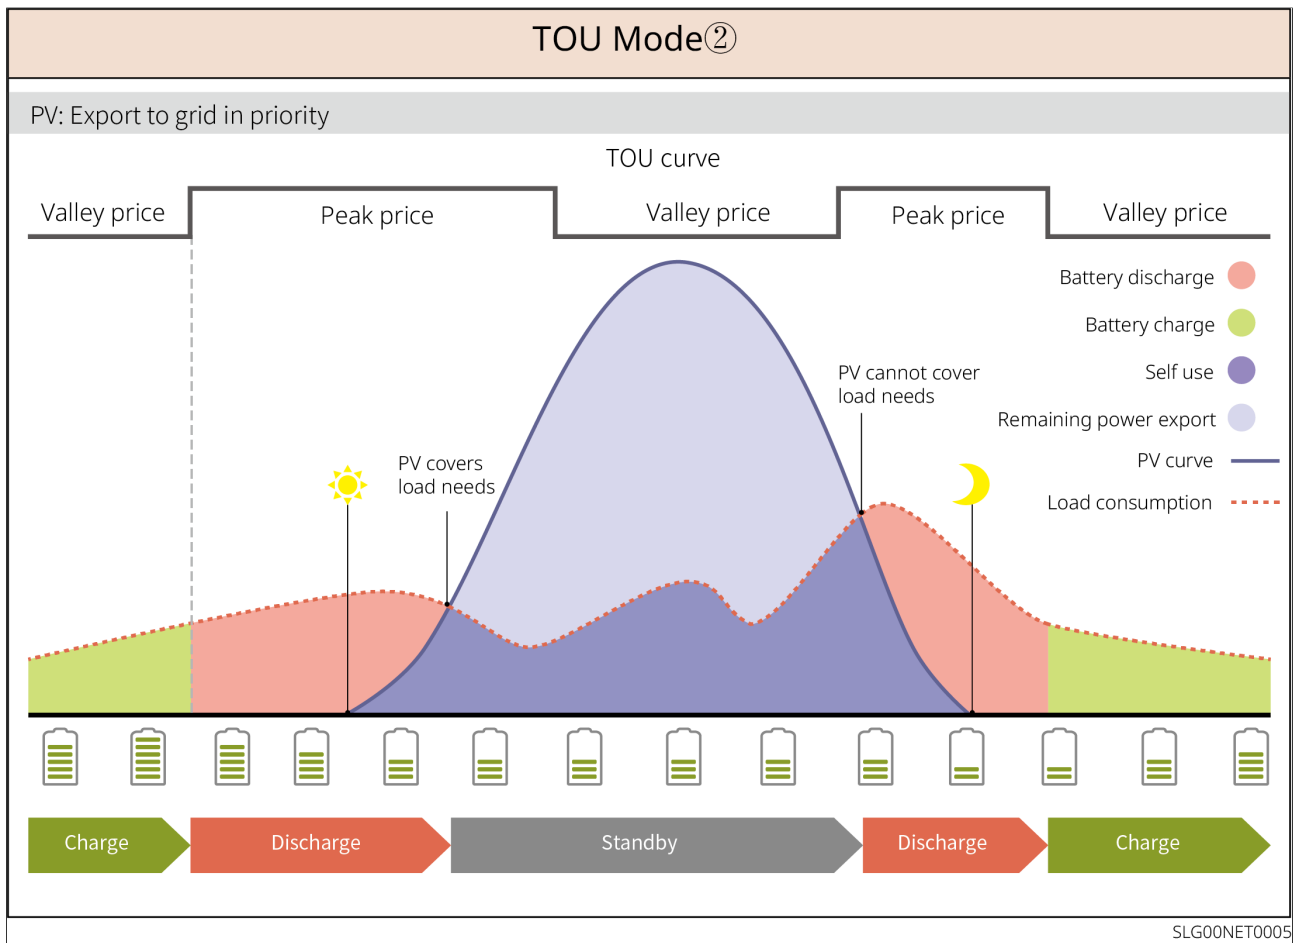 TOU Mode②
PV: Export to grid in priority
TOU curve
Valley price
Peak price
Valley price
Peak price
Valley price
Battery discharge
Battery charge
Self use
Remaining power export
PV curve
Load consumption
PV cannot cover
load needs
PV covers
load needs
Charge
Discharge
Standby
Discharge
Charge
SLG00NET0005